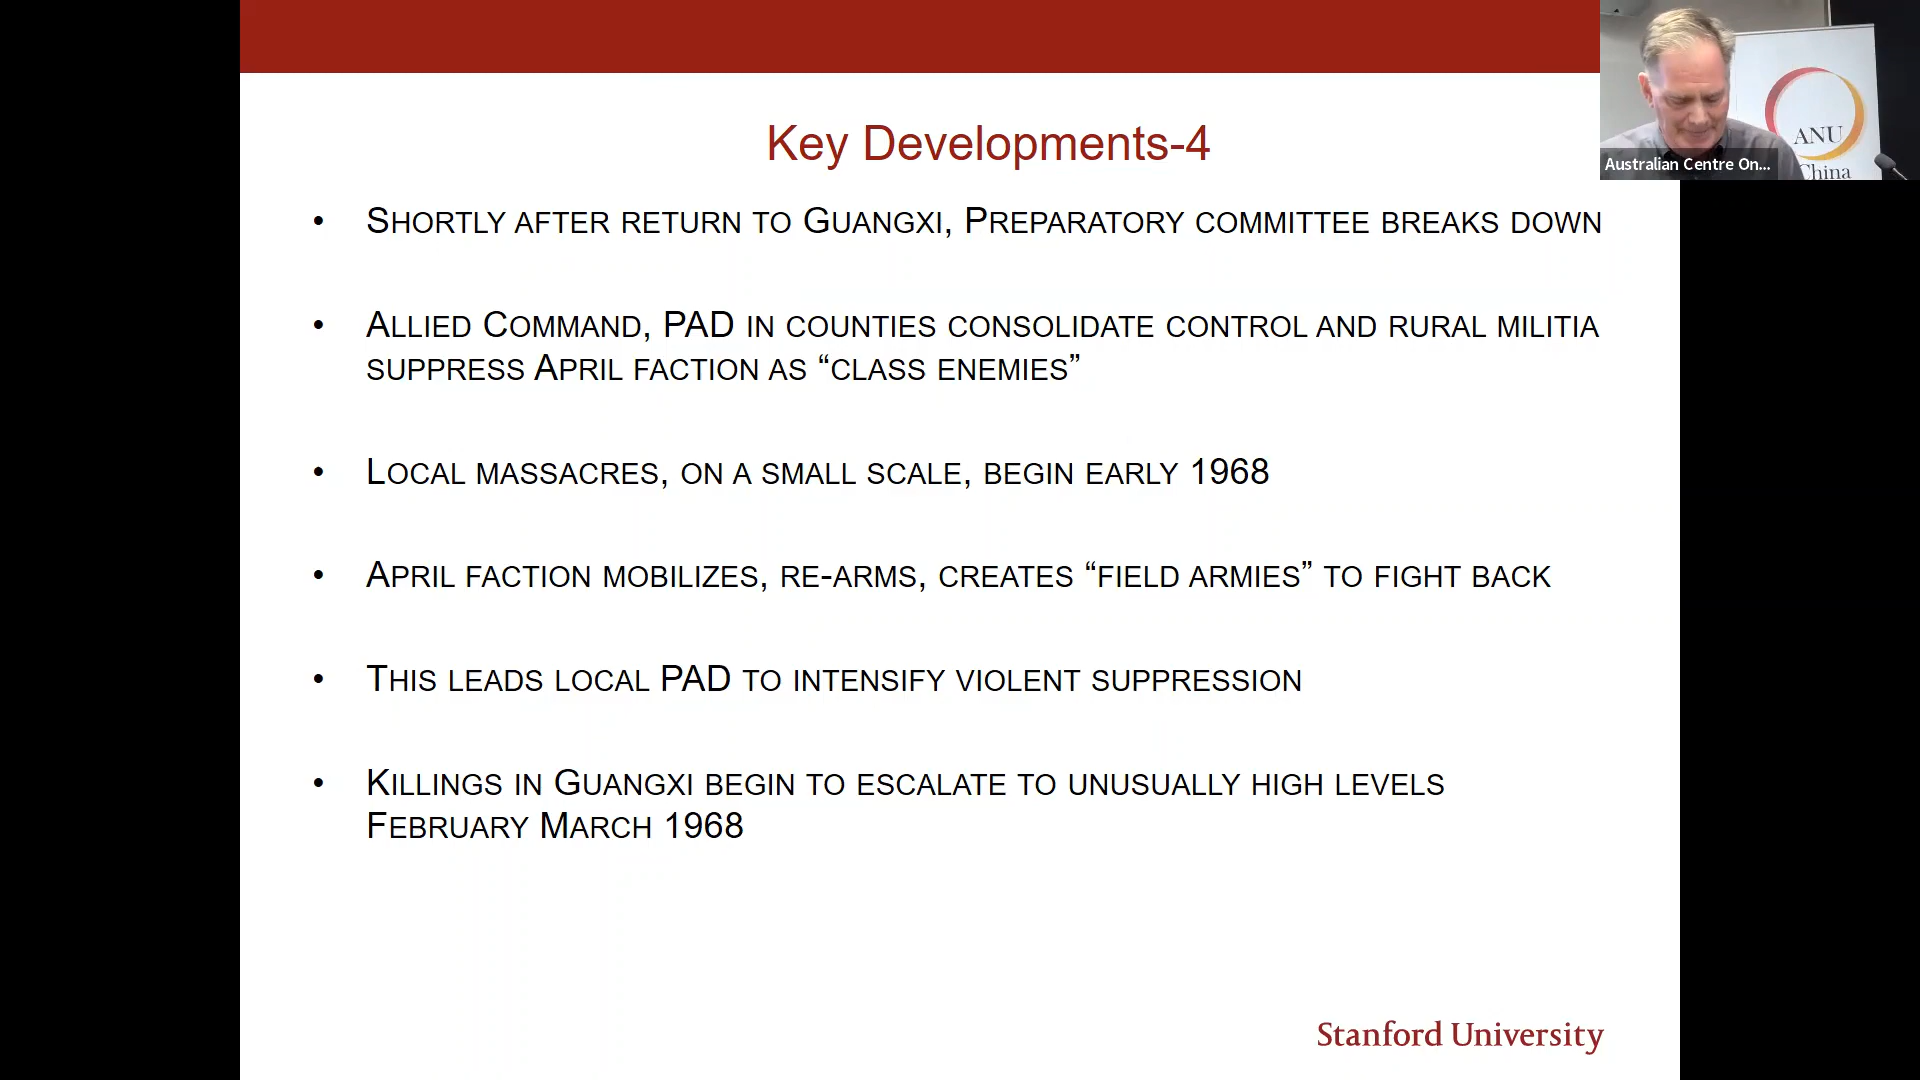 Key Developments-4
• Shortly after return to Guangxi, Preparatory committee breaks down
• Allied Command, PAD in counties consolidate control and rural militia
suppress April faction as “class enemies”
• Local massacres, on a small scale, begin early 1968
• April faction mobilizes, re-arms, creates “field armies” to fight back
• This leads local PAD to intensify violent suppression
• Killings in Guangxi begin to escalate to unusually high levels
February March 1968
Stanford University
ANU
China
Australian Centre On...